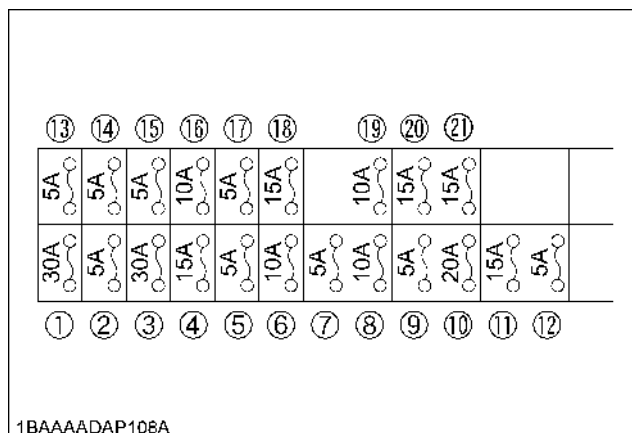 ⑬ ⑭ ⑮ ⑯ ⑰ ⑱ ⑲ ⑳ ㉑
5A 5A 5A 10A 5A 15A 10A 15A 15A
30A 5A 30A 15A 5A 10A 5A 10A 5A 20A 15A 5A
① ② ③ ④ ⑤ ⑥ ⑦ ⑧ ⑨ ⑩ ⑪ ⑫
1BAAAADAP108A